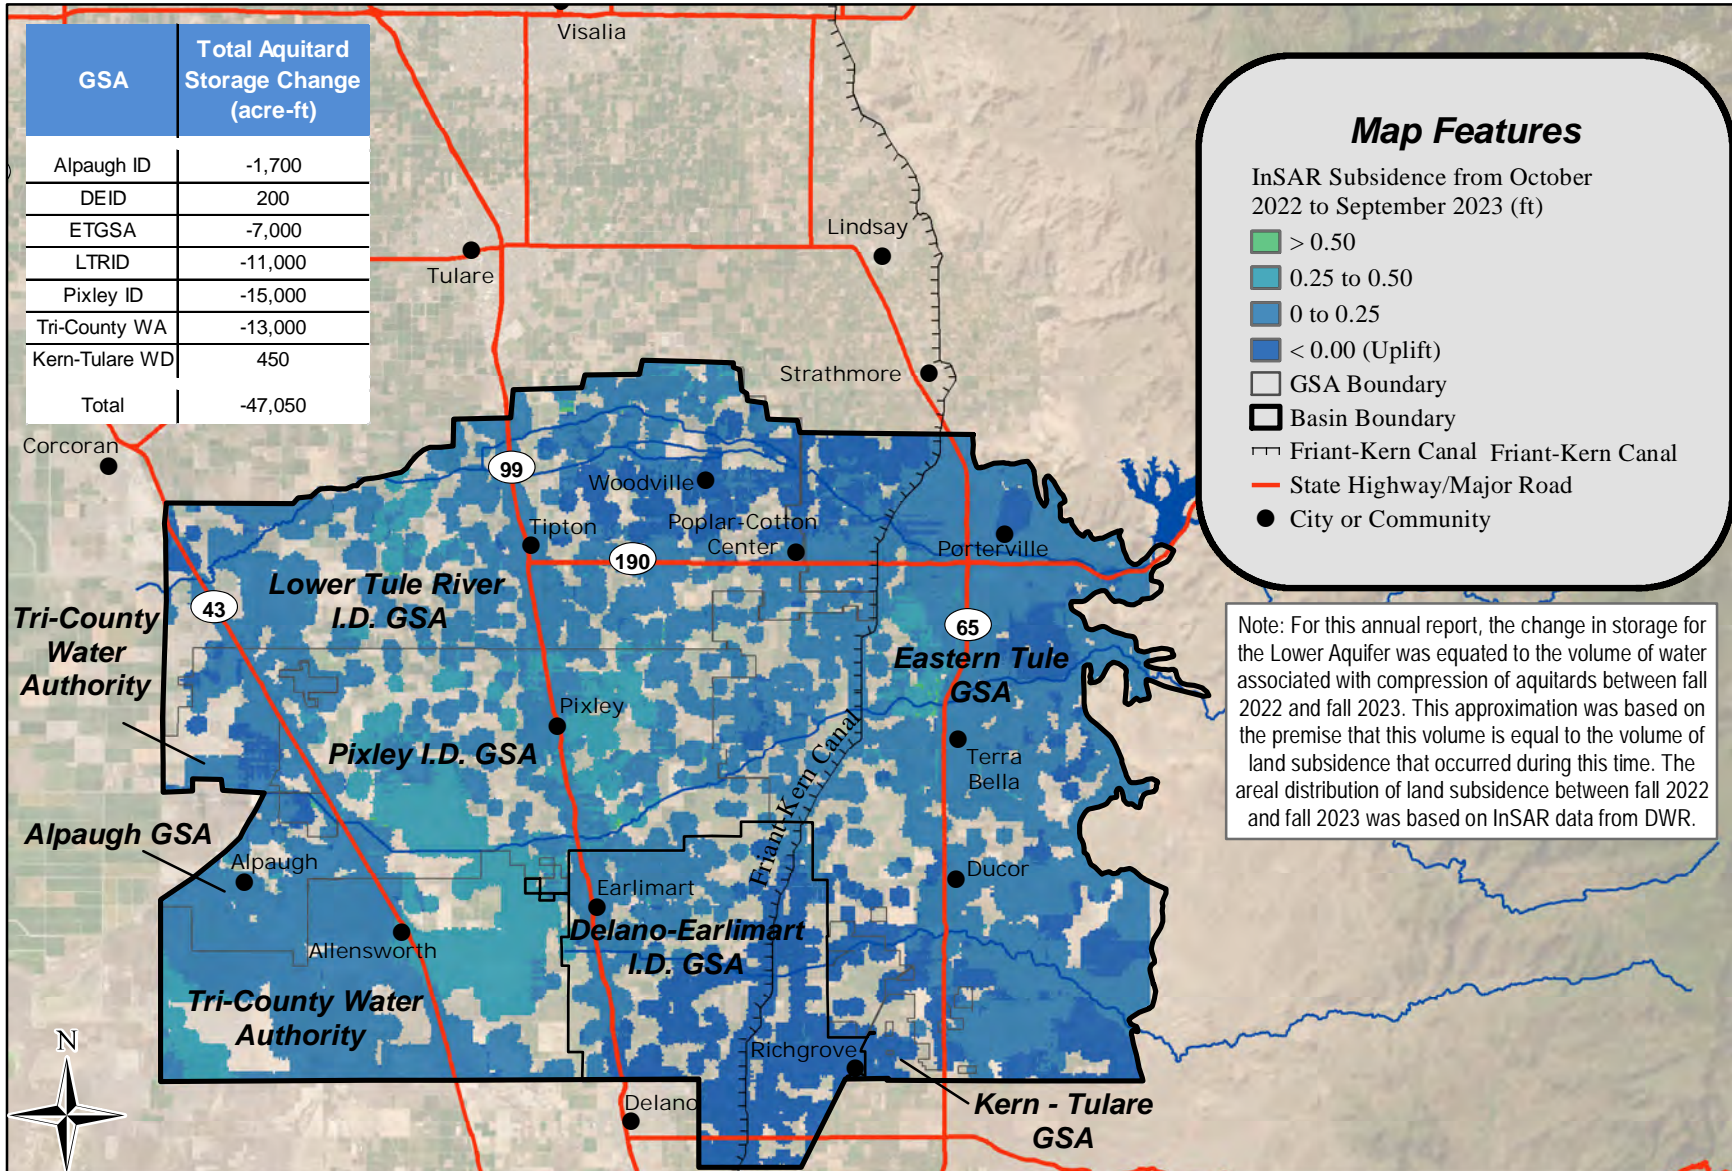 GSA
Total Aquitard
Storage Change
(acre-ft)
Alpaugh ID -1,700
DEID 200
ETGSA -7,000
LTRID -11,000
Pixley ID -15,000
Tri-County WA -13,000
Kern-Tulare WD 450
Total -47,050
Map Features
InSAR Subsidence from October
2022 to September 2023 (ft)
> 0.50
0.25 to 0.50
0 to 0.25
< 0.00 (Uplift)
GSA Boundary
Basin Boundary
Friant-Kern Canal Friant-Kern Canal
State Highway/Major Road
City or Community
Note: For this annual report, the change in storage for
the Lower Aquifer was equated to the volume of water
associated with compression of aquitards between fall
2022 and fall 2023. This approximation was based on
the premise that this volume is equal to the volume of
land subsidence that occurred during this time. The
areal distribution of land subsidence between fall 2022
and fall 2023 was based on InSAR data from DWR.
Visalia
Lindsay
Tulare
Strathmore
Corcoran
99
Woodville
Tipton
Poplar-Cotton
Center
Porterville
190
Lower Tule River
I.D. GSA
43
65
Tri-County
Water
Authority
Eastern Tule
GSA
Pixley
Pixley I.D. GSA
Terra
Bella
Friant-Kern Canal
Alpaugh GSA
Alpaugh
Ducor
Earlimart
Delano-Earlimart
I.D. GSA
Allensworth
Tri-County Water
Authority
Richgrove
Kern - Tulare
GSA
Delano
N